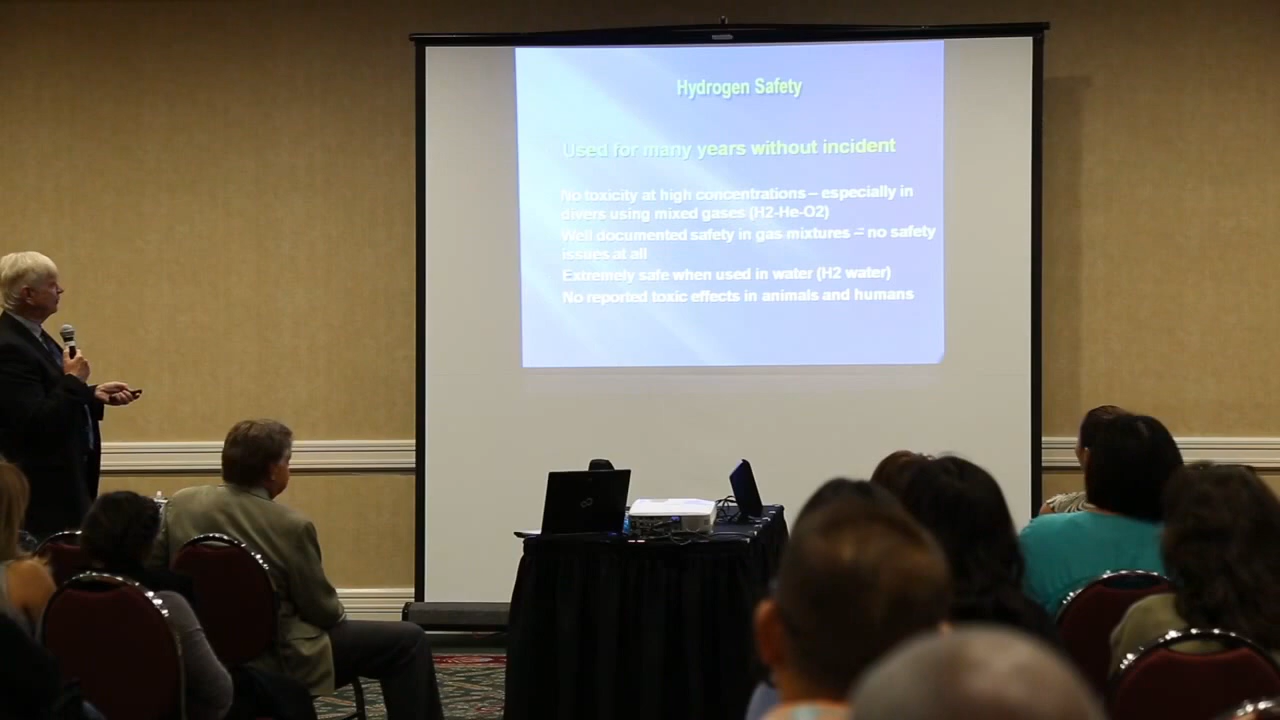 Hydrogen Safety
Used for many years without incident
No toxicity at high concentrations – especially in
divers using mixed gases (H2-He-O2)
Well documented safety in gas mixtures – no safety
issues at all
Extremely safe when used in water (H2 water)
No reported toxic effects in animals and humans